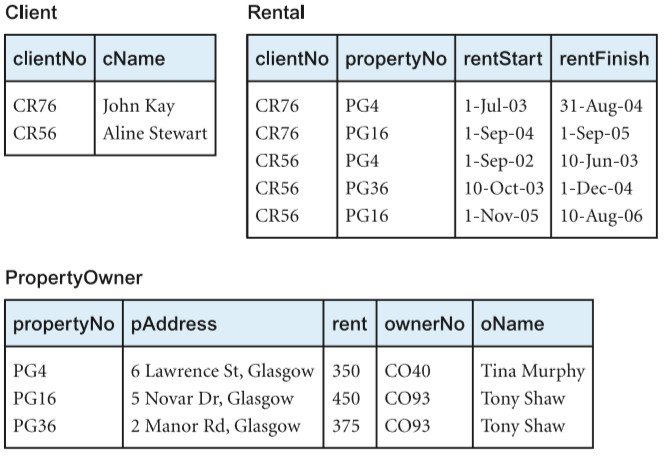 Client
clientNo cName
CR76 John Kay
CR56 Aline Stewart
Rental
clientNo propertyNo rentStart rentFinish
CR76 PG4 1-Jul-03 31-Aug-04
CR76 PG16 1-Sep-04 1-Sep-05
CR56 PG4 1-Sep-02 10-Jun-03
CR56 PG36 10-Oct-03 1-Dec-04
CR56 PG16 1-Nov-05 10-Aug-06
PropertyOwner
propertyNo pAddress rent ownerNo oName
PG4 6 Lawrence St, Glasgow 350 CO40 Tina Murphy
PG16 5 Novar Dr, Glasgow 450 CO93 Tony Shaw
PG36 2 Manor Rd, Glasgow 375 CO93 Tony Shaw